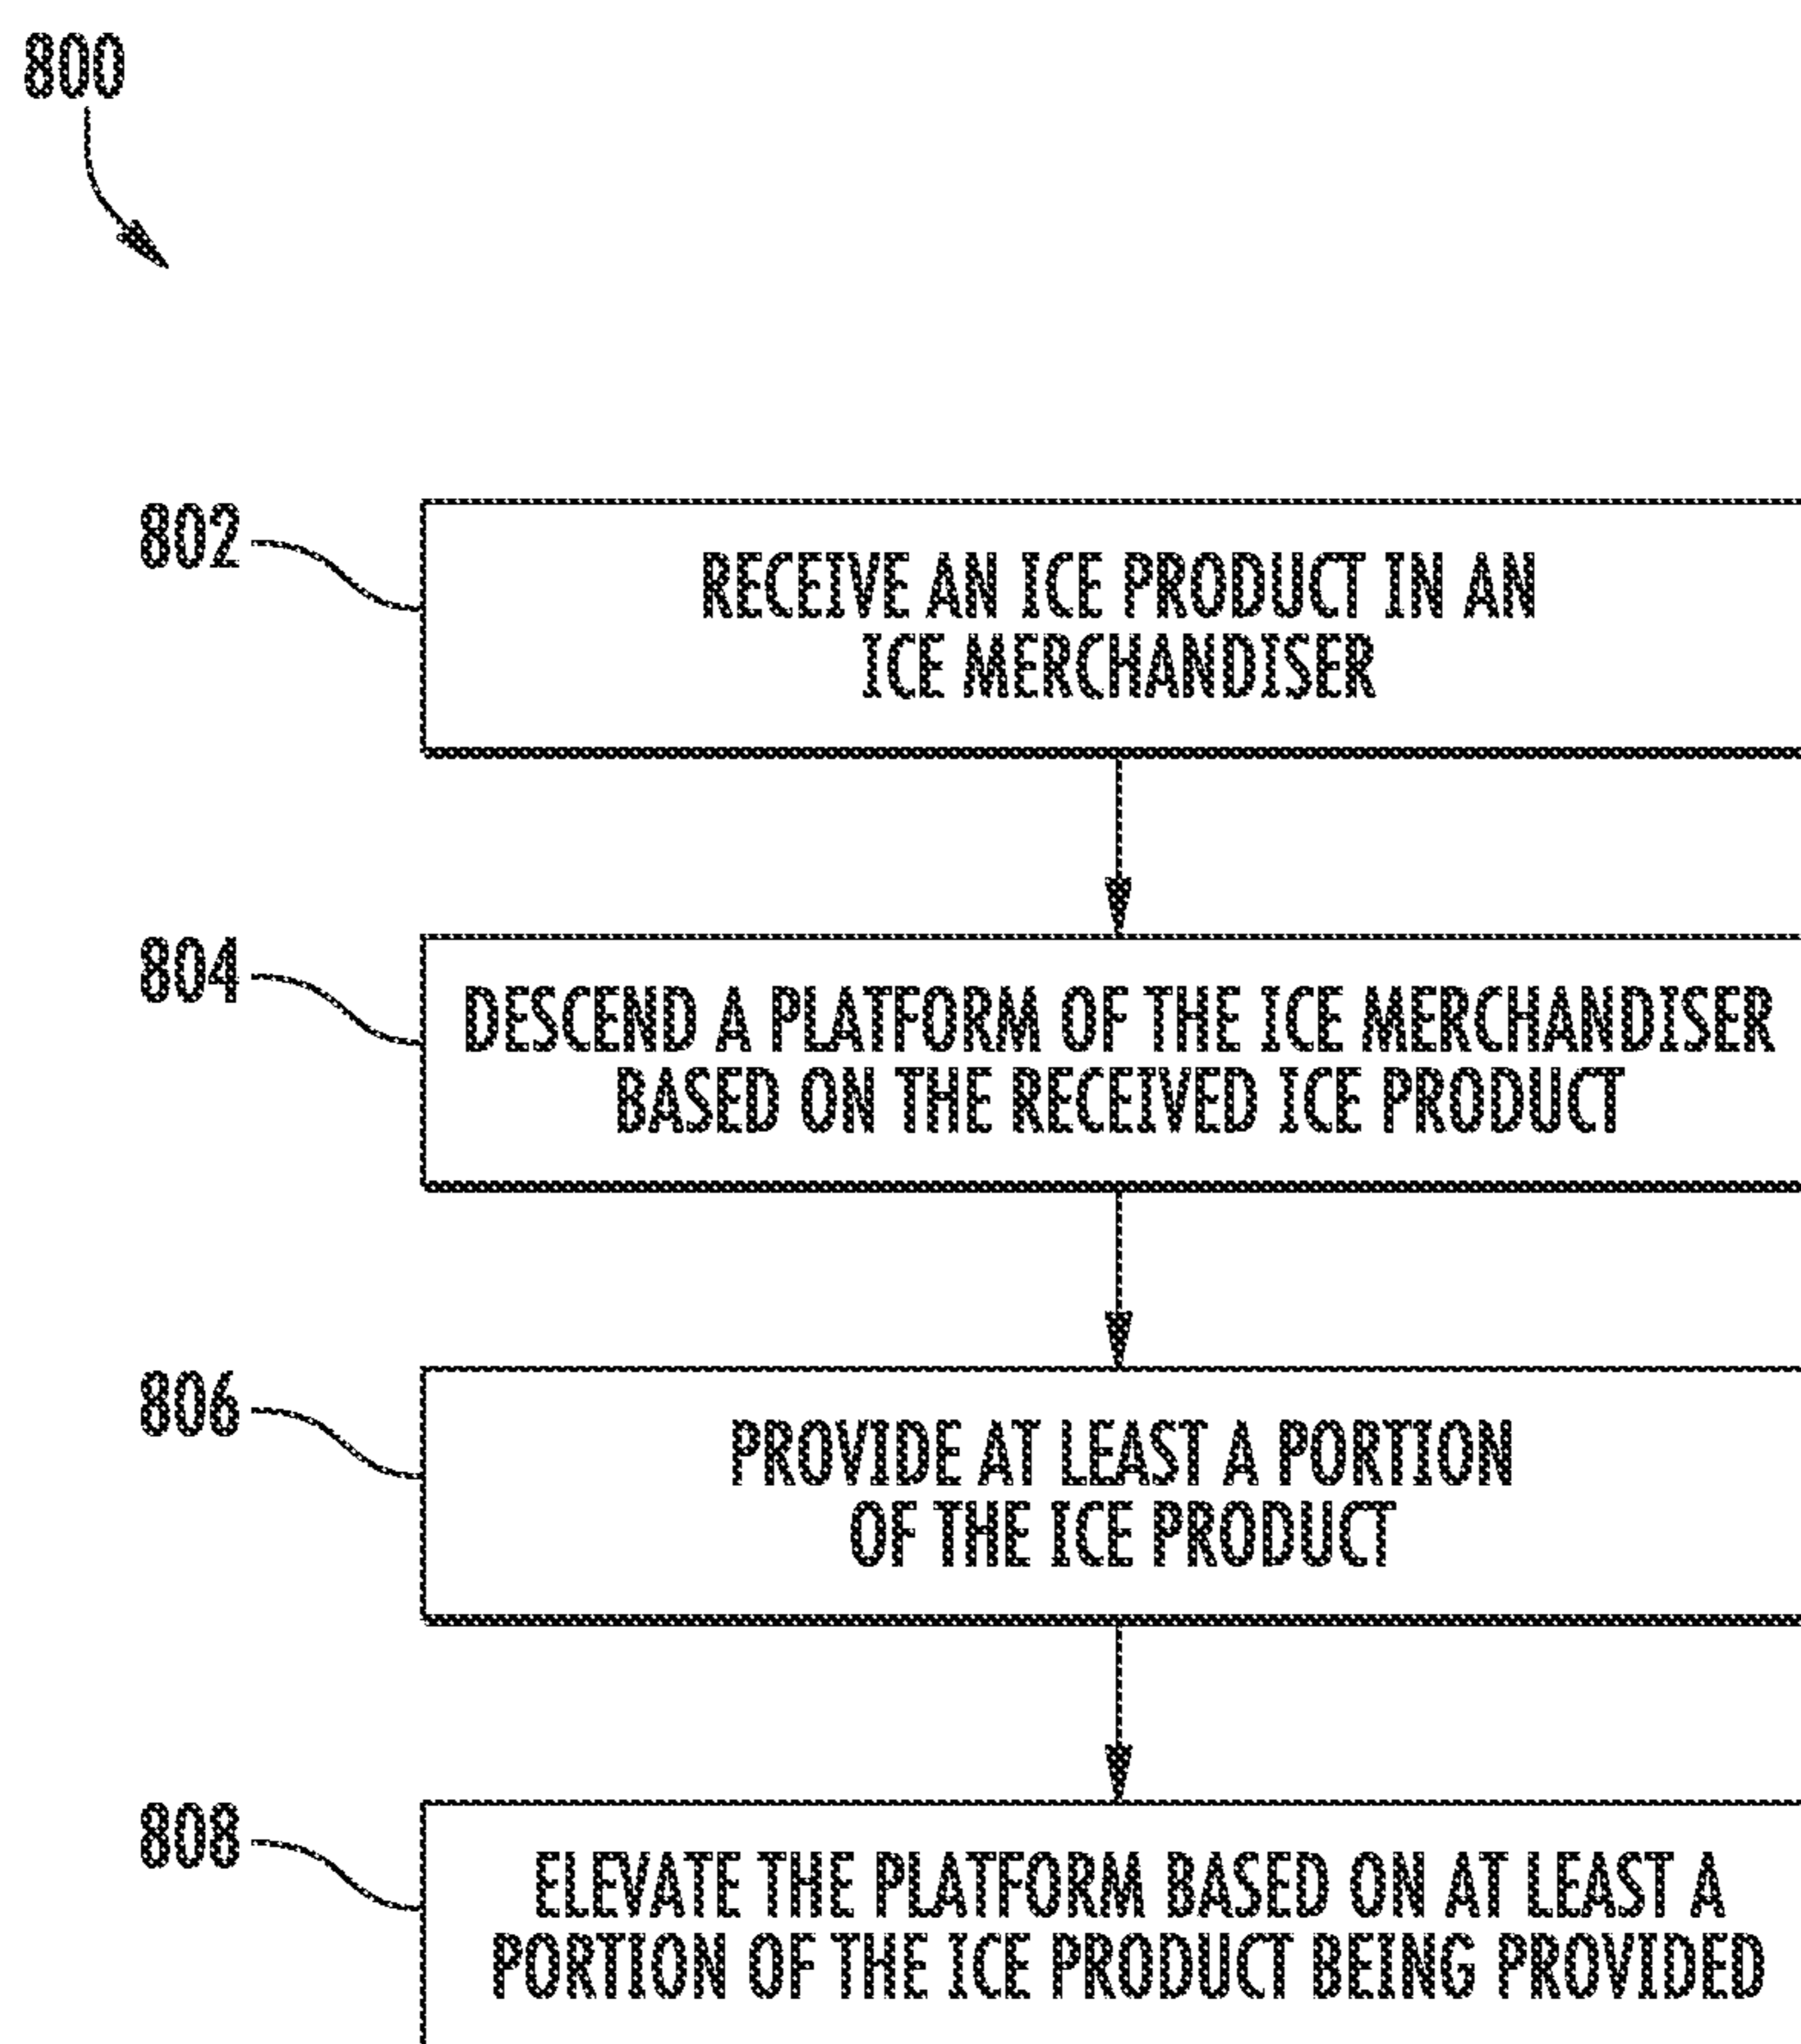 800
802
RECEIVE AN ICE PRODUCT IN AN
ICE MERCHANDISER
804
DESCEND A PLATFORM OF THE ICE MERCHANDISER
BASED ON THE RECEIVED ICE PRODUCT
806
PROVIDE AT LEAST A PORTION
OF THE ICE PRODUCT
808
ELEVATE THE PLATFORM BASED ON AT LEAST A
PORTION OF THE ICE PRODUCT BEING PROVIDED